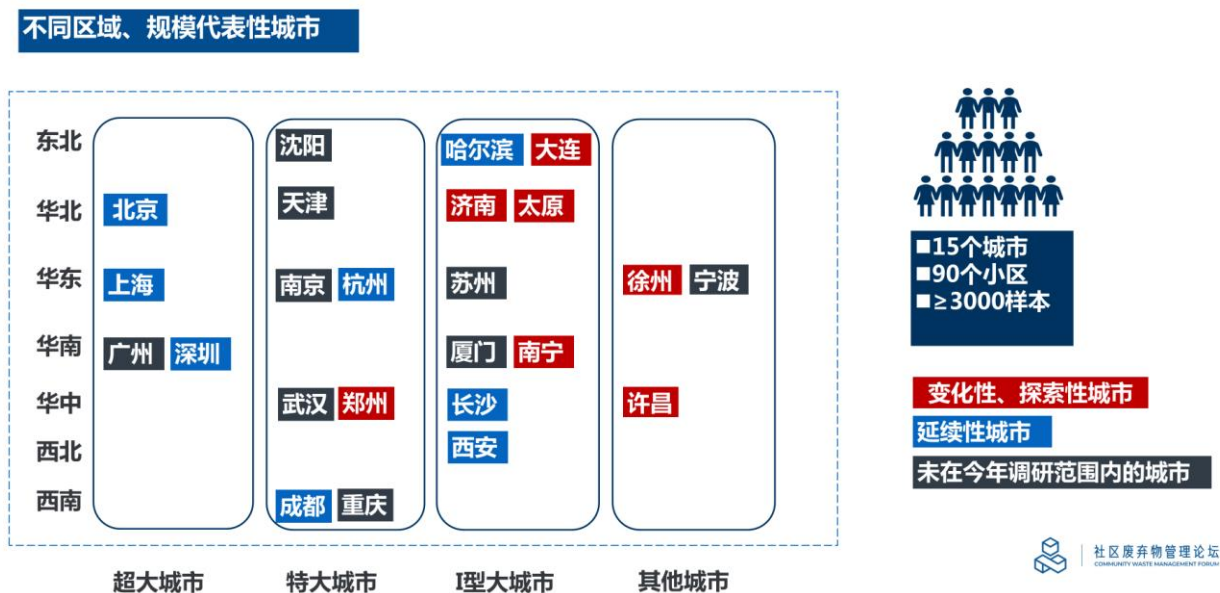 不同区域、规模代表性城市
东北 沈阳 哈尔滨 大连
华北 北京 天津 济南 太原
华东 上海 南京 杭州 苏州 徐州 宁波
华南 广州 深圳 厦门 南宁
华中 武汉 郑州 长沙 许昌
西北 西安
西南 成都 重庆
超大城市 特大城市 I型大城市 其他城市
■15个城市
■90个小区
■≥3000样本
变化性、探索性城市
延续性城市
未在今年调研范围内的城市
社区废弃物管理论坛
COMMUNITY WASTE MANAGEMENT FORUM